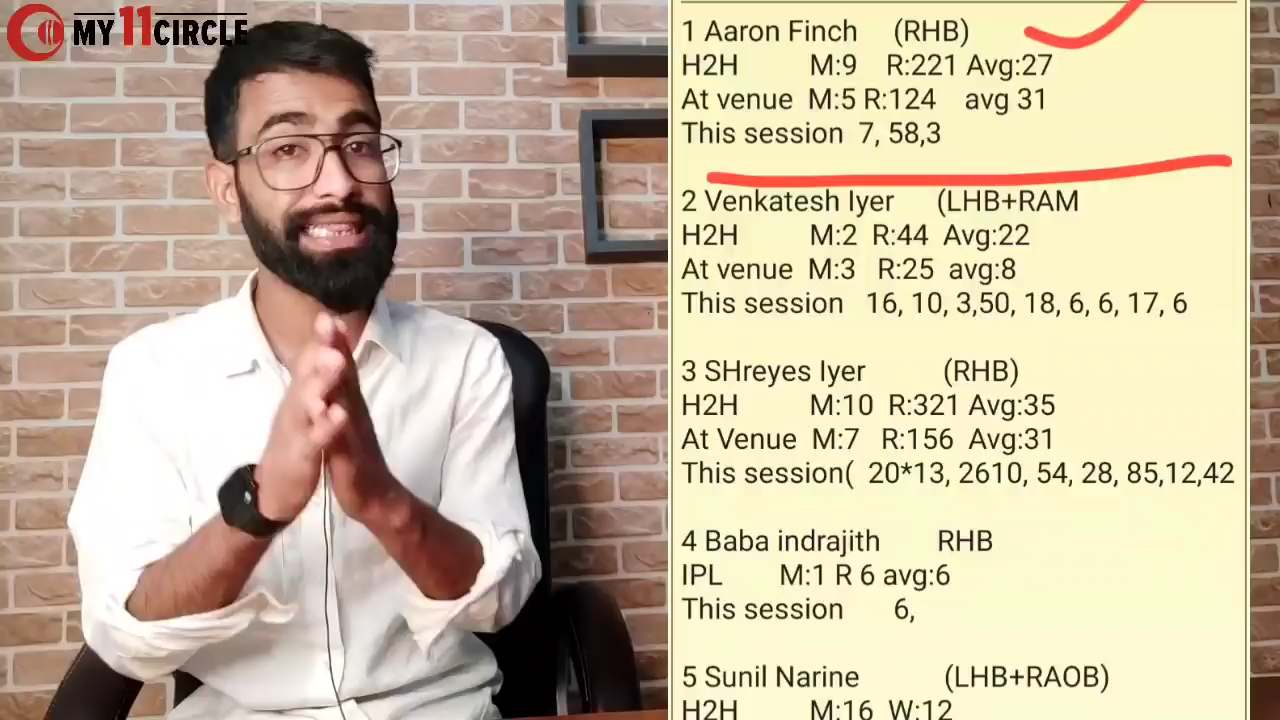 MY 11 CIRCLE
1 Aaron Finch (RHB)
H2H M:9 R:221 Avg:27
At venue M:5 R:124 avg 31
This session 7, 58,3
2 Venkatesh Iyer (LHB+RAM
H2H M:2 R:44 Avg:22
At venue M:3 R:25 avg:8
This session 16, 10, 3,50, 18, 6, 6, 17, 6
3 SHreyes Iyer (RHB)
H2H M:10 R:321 Avg:35
At Venue M:7 R:156 Avg:31
This session( 20*13, 2610, 54, 28, 85,12,42
4 Baba indrajith RHB
IPL M:1 R 6 avg:6
This session 6,
5 Sunil Narine (LHB+RAOB)
H2H M:16 W:12